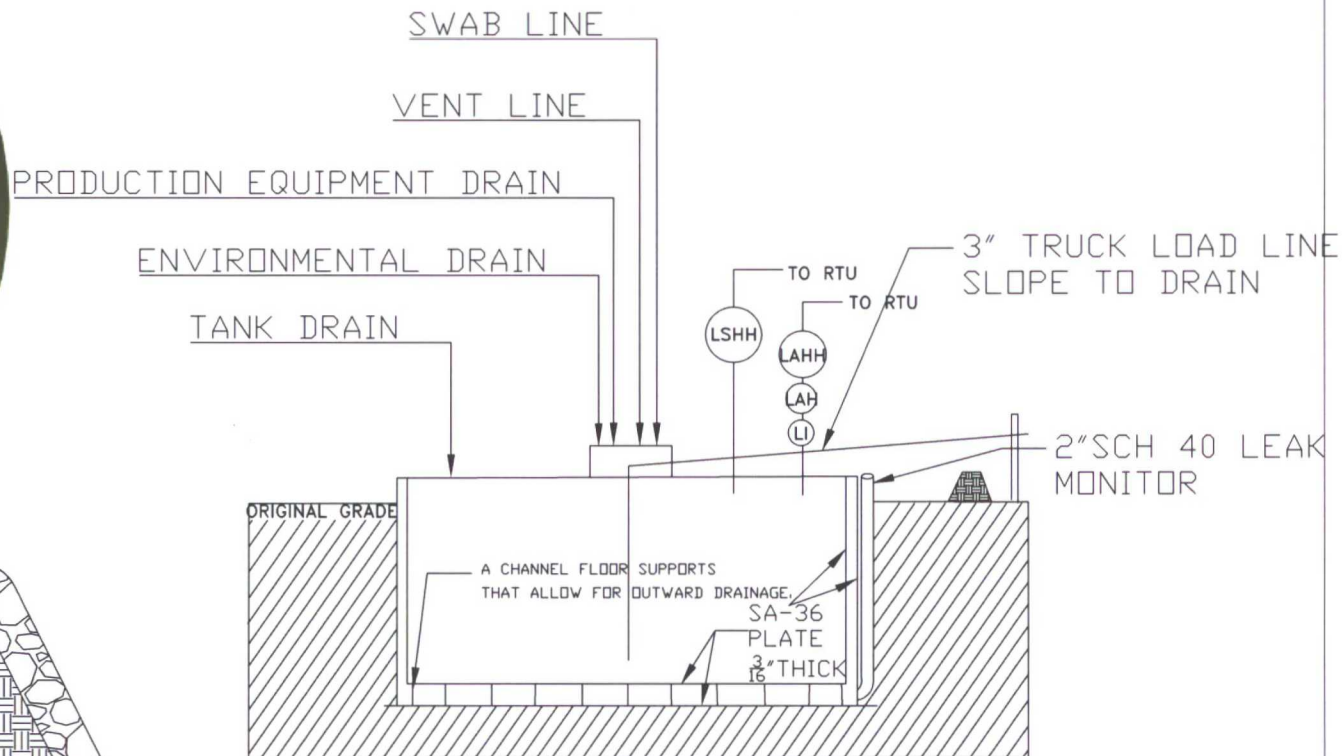 SWAB LINE
VENT LINE
PRODUCTION EQUIPMENT DRAIN
ENVIRONMENTAL DRAIN
TANK DRAIN
3" TRUCK LOAD LINE
SLOPE TO DRAIN
TO RTU
TO RTU
LSHH
LAHH
LAH
LI
2"SCH 40 LEAK
MONITOR
ORIGINAL GRADE
A CHANNEL FLOOR SUPPORTS
THAT ALLOW FOR OUTWARD DRAINAGE.
SA-36
PLATE
3/16"THICK